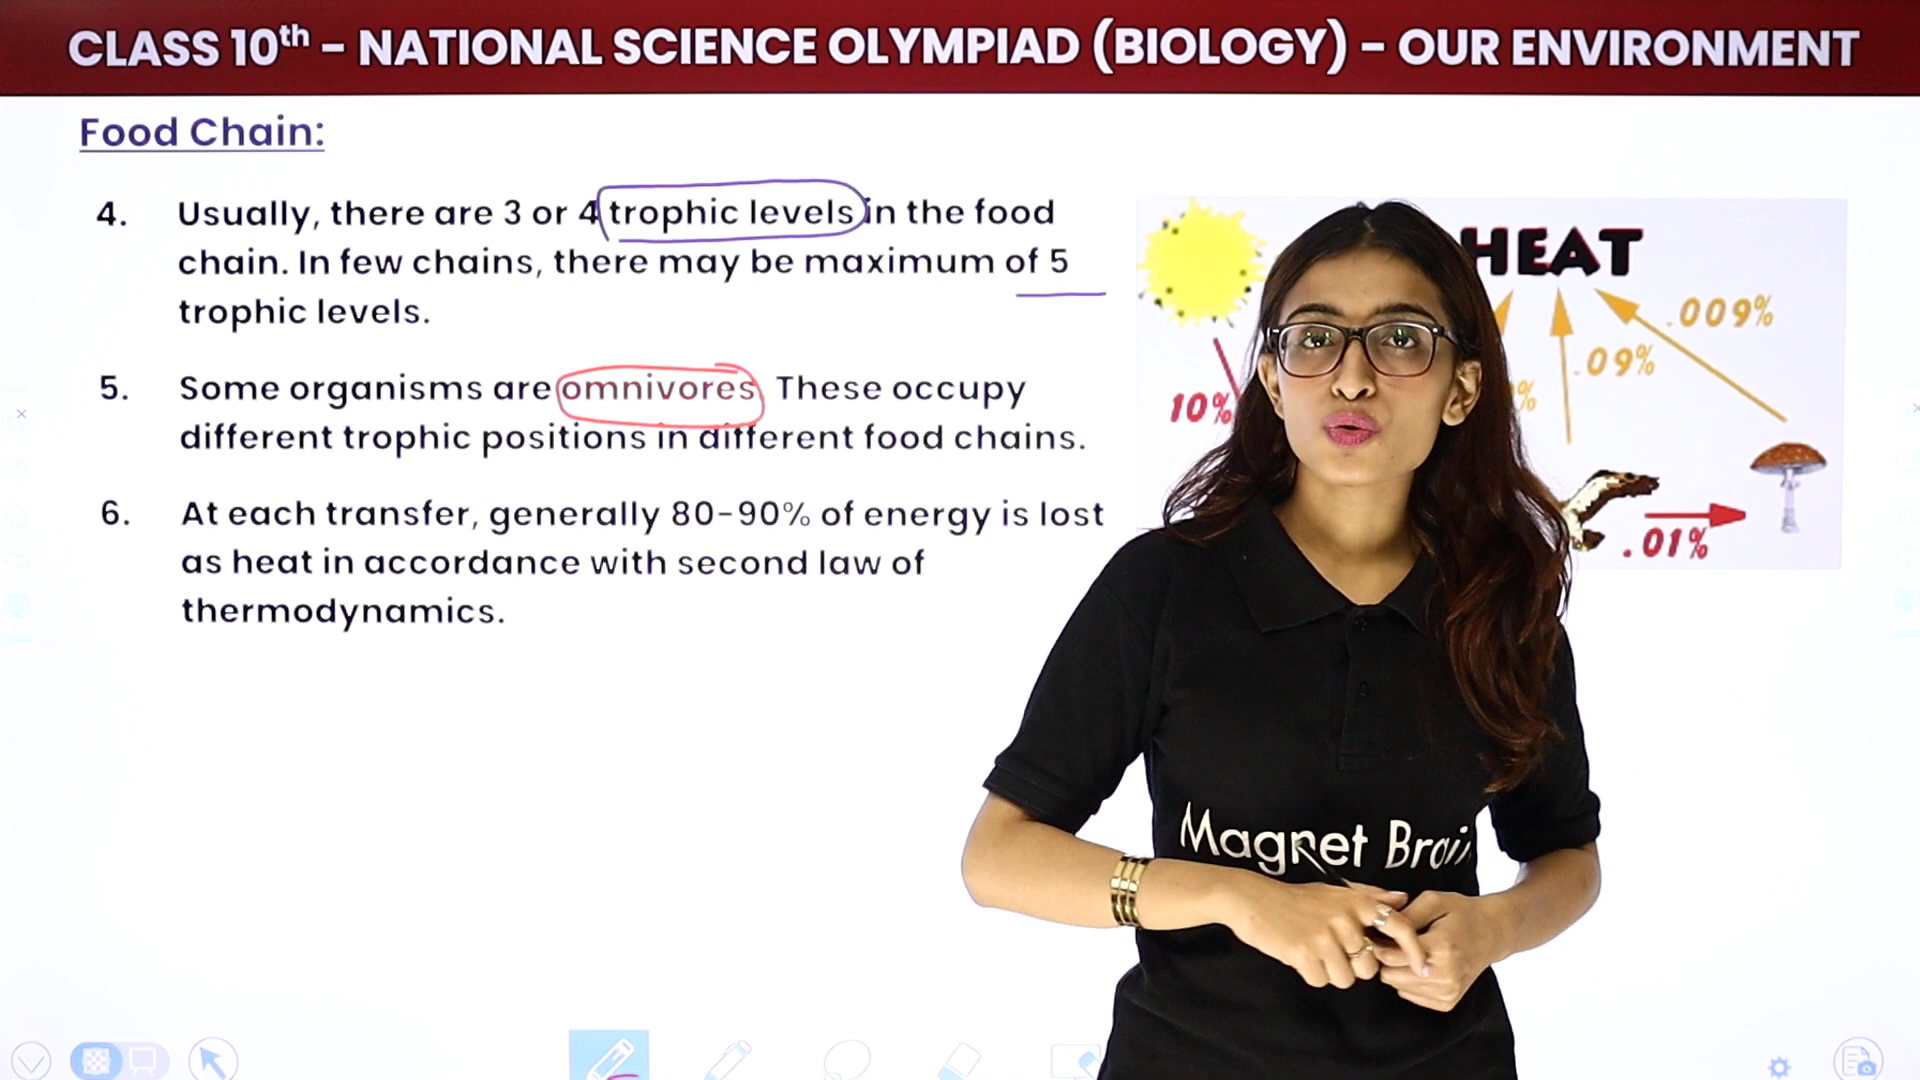 CLASS 10th – NATIONAL SCIENCE OLYMPIAD (BIOLOGY) – OUR ENVIRONMENT
Food Chain:
4. Usually, there are 3 or 4 trophic levels in the food
chain. In few chains, there may be maximum of 5
trophic levels.
5. Some organisms are omnivores. These occupy
different trophic positions in different food chains.
6. At each transfer, generally 80-90% of energy is lost
as heat in accordance with second law of
thermodynamics.
HEAT
.009%
.09%
%
10%
.01%
Magnet Brain